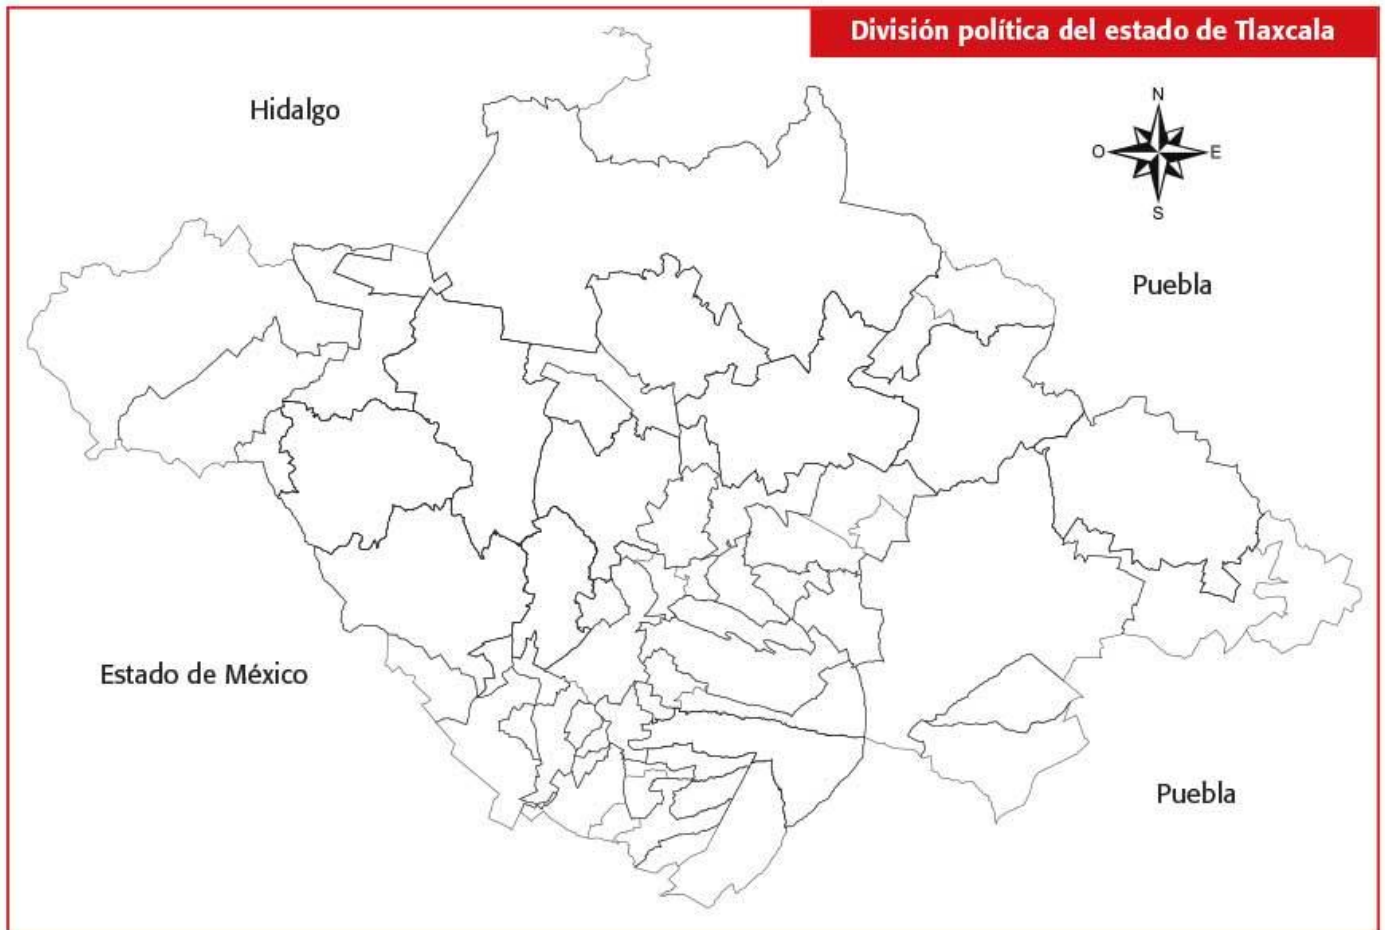 División política del estado de Tlaxcala
Hidalgo
N
O
E
S
Puebla
Estado de México
Puebla